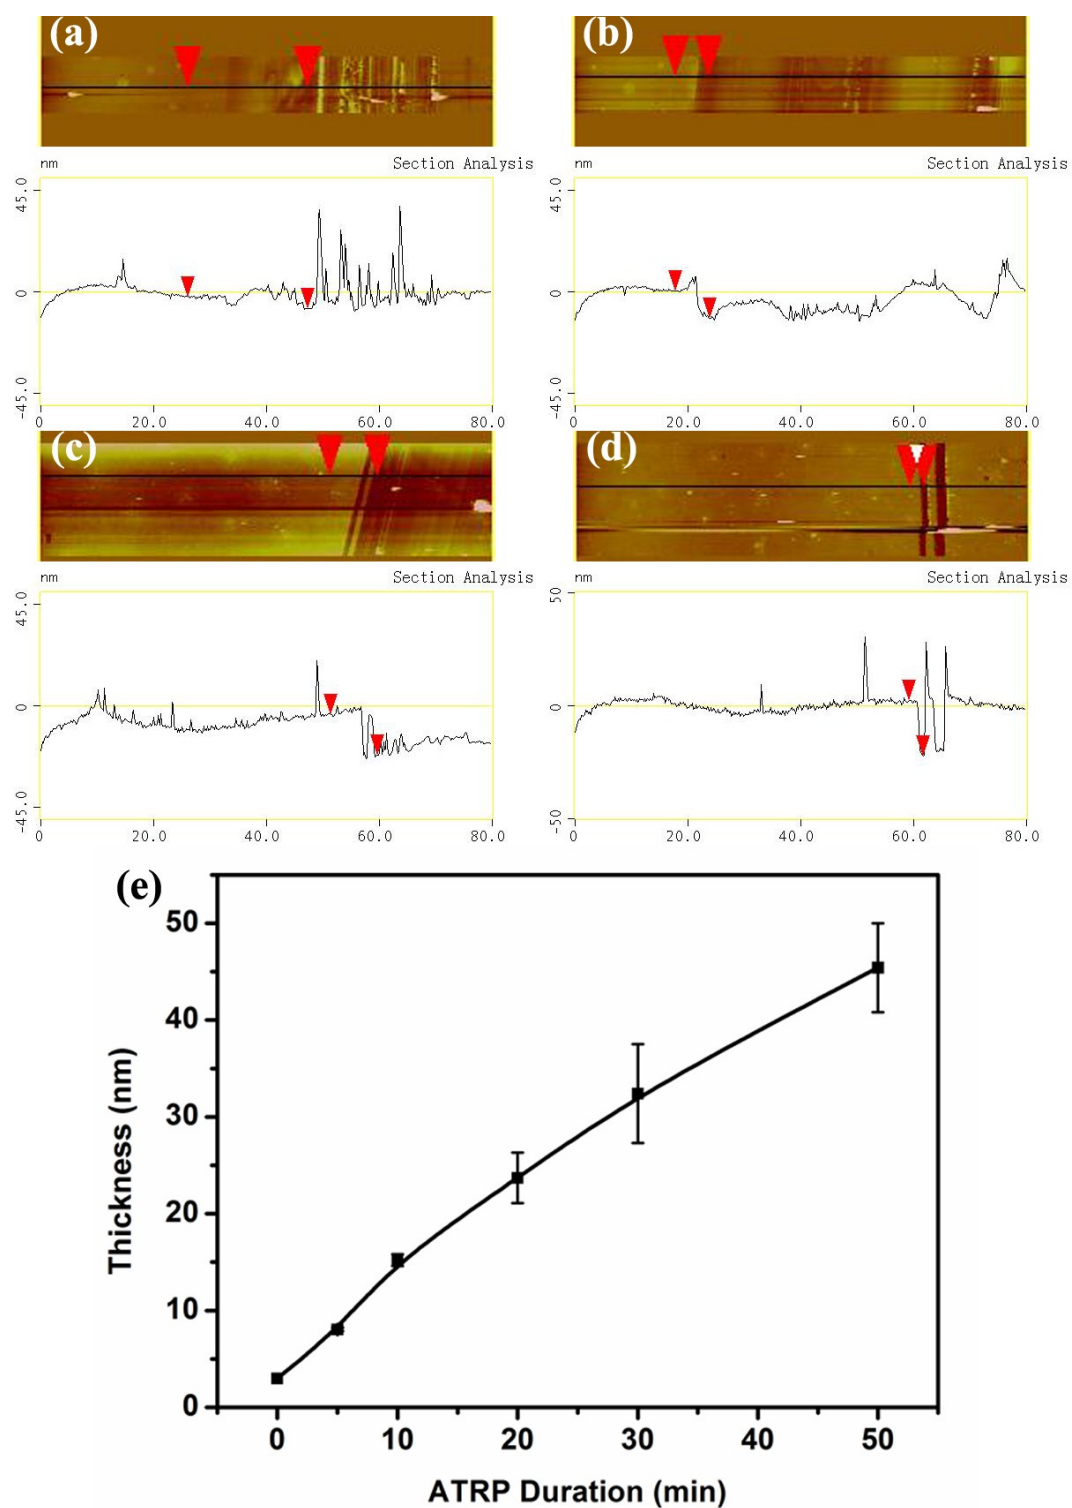 (a)
(b)
nm Section Analysis
nm Section Analysis
45.0
0
-45.0
0 20.0 40.0 60.0 80.0
45.0
0
-45.0
0 20.0 40.0 60.0 80.0
(c)
(d)
nm Section Analysis
nm Section Analysis
45.0
0
-45.0
0 20.0 40.0 60.0 80.0
50
0
-50
0 20.0 40.0 60.0 80.0
(e)
Thickness (nm)
50
40
30
20
10
0
0 10 20 30 40 50
ATRP Duration (min)